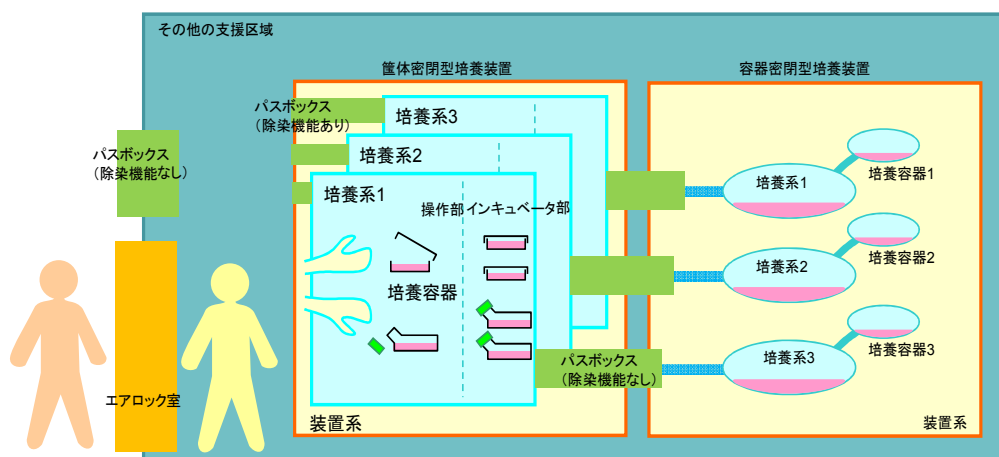 その他の支援区域
筐体密閉型培養装置
容器密閉型培養装置
パスボックス
（除染機能あり）
培養系3
パスボックス
（除染機能なし）
培養系2
培養系1
操作部
インキュベータ部
培養容器
培養系1
培養容器1
培養系2
培養容器2
培養系3
培養容器3
パスボックス
（除染機能なし）
エアロック室
装置系
装置系